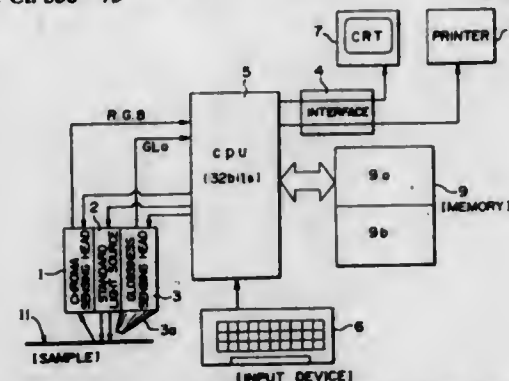 7
CRT
PRINTER
5
4
INTERFACE
R.G.B
GLo
cpu
(32bits)
9a
9
[MEMORY]
9b
2
1
CHROMA
SENSING HEAD
STANDARD
LIGHT SOURCE
GLOSSINESS
SENSING HEAD
3
3a
11
[SAMPLE]
6
[INPUT DEVICE]